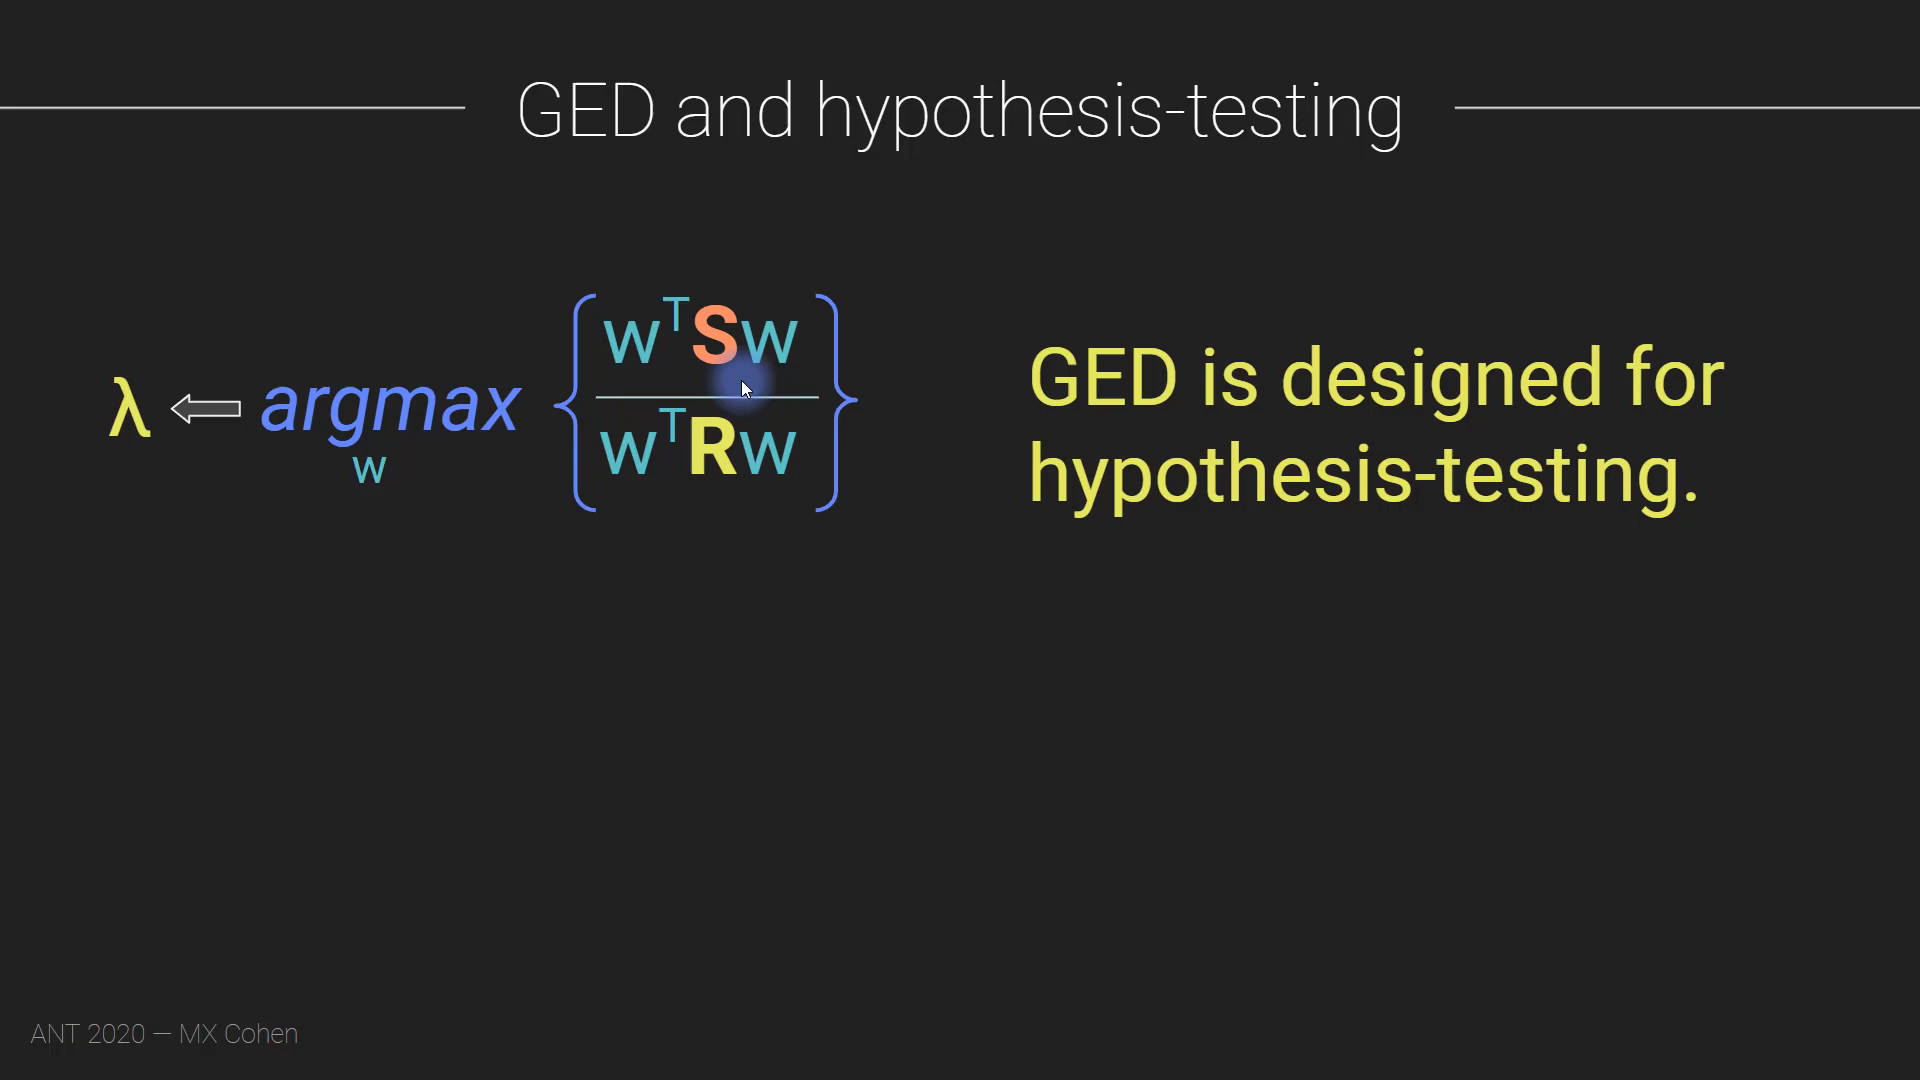 GED and hypothesis-testing
λ ⇐ argmax { wᵀSw / wᵀRw }
w
GED is designed for
hypothesis-testing.
ANT 2020 — MX Cohen